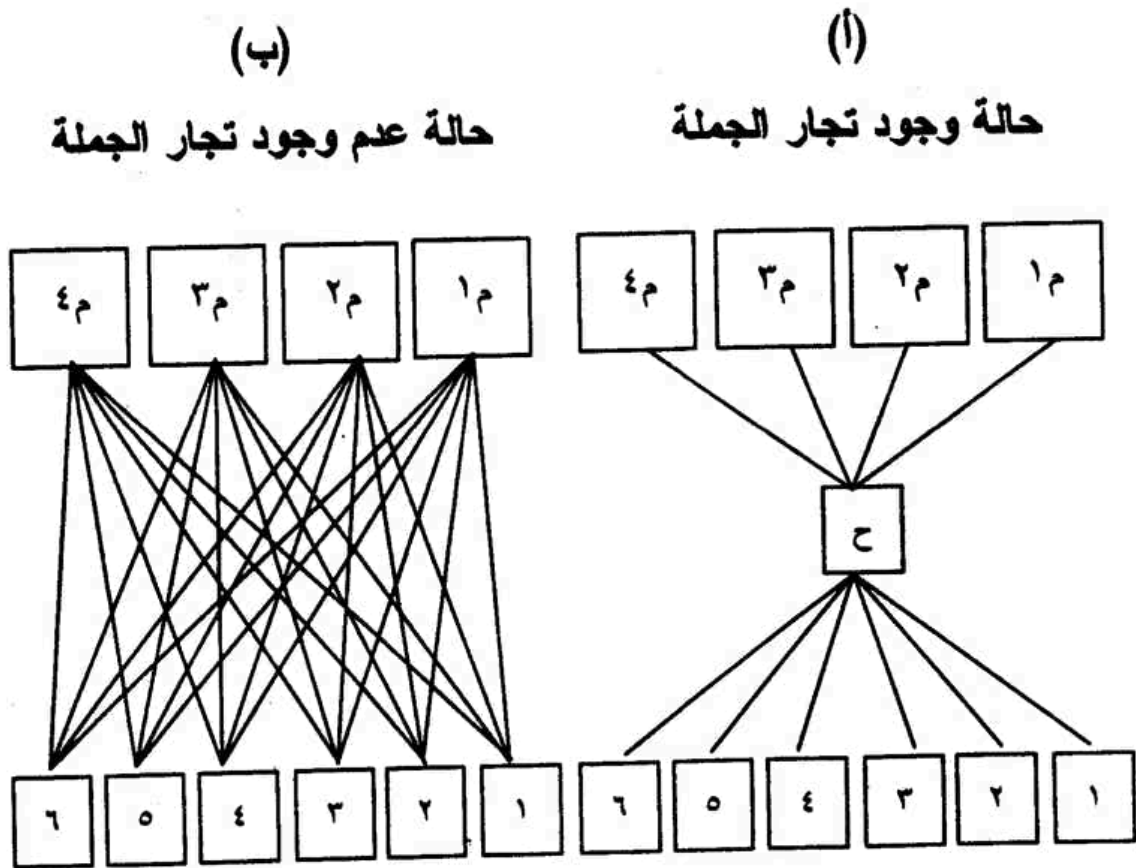 (أ)
حالة وجود تجار الجملة
م١ م٢ م٣ م٤
ح
١ ٢ ٣ ٤ ٥ ٦
(ب)
حالة عدم وجود تجار الجملة
م١ م٢ م٣ م٤
١ ٢ ٣ ٤ ٥ ٦